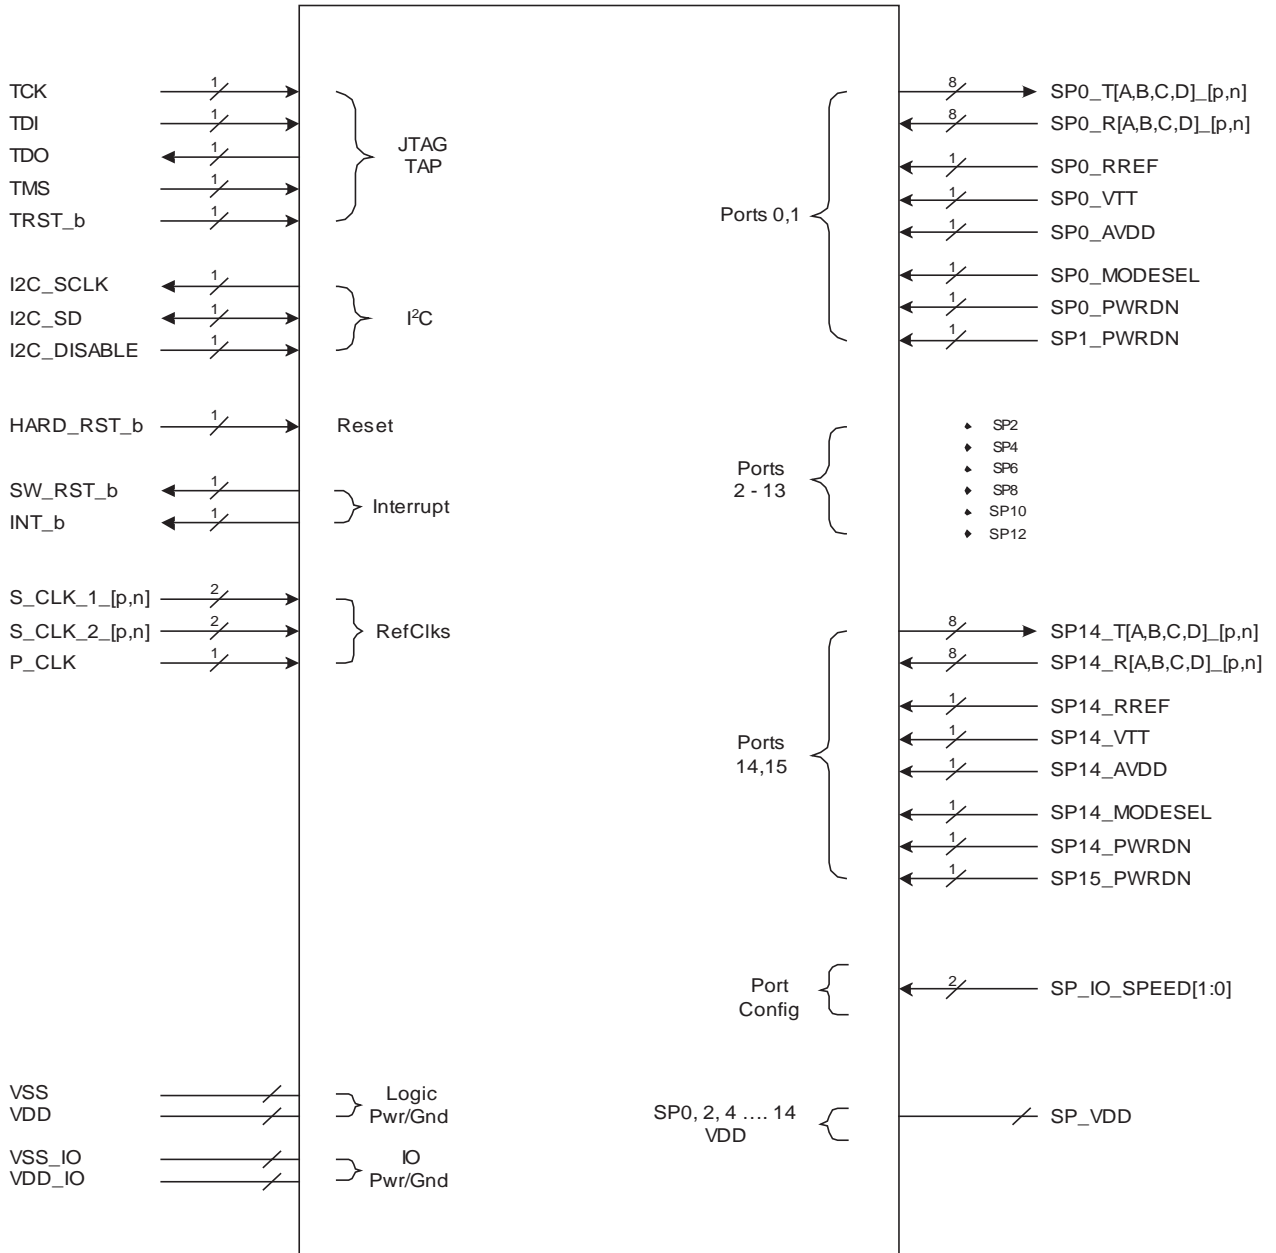 TCK 1
TDI 1
TDO 1
TMS 1
TRST_b 1
JTAG
TAP
I2C_SCLK 1
I2C_SD 1
I2C_DISABLE 1
I²C
HARD_RST_b 1 Reset
SW_RST_b 1
INT_b 1
Interrupt
S_CLK_1_[p,n] 2
S_CLK_2_[p,n] 2
P_CLK 1
RefClks
VSS
VDD
Logic
Pwr/Gnd
VSS_IO
VDD_IO
IO
Pwr/Gnd
Ports 0,1
8 SP0_T[A,B,C,D]_[p,n]
8 SP0_R[A,B,C,D]_[p,n]
1 SP0_RREF
1 SP0_VTT
1 SP0_AVDD
1 SP0_MODESEL
1 SP0_PWRDN
1 SP1_PWRDN
Ports
2 - 13
SP2
SP4
SP6
SP8
SP10
SP12
Ports
14,15
8 SP14_T[A,B,C,D]_[p,n]
8 SP14_R[A,B,C,D]_[p,n]
1 SP14_RREF
1 SP14_VTT
1 SP14_AVDD
1 SP14_MODESEL
1 SP14_PWRDN
1 SP15_PWRDN
Port
Config
2 SP_IO_SPEED[1:0]
SP0, 2, 4 .... 14
VDD
SP_VDD